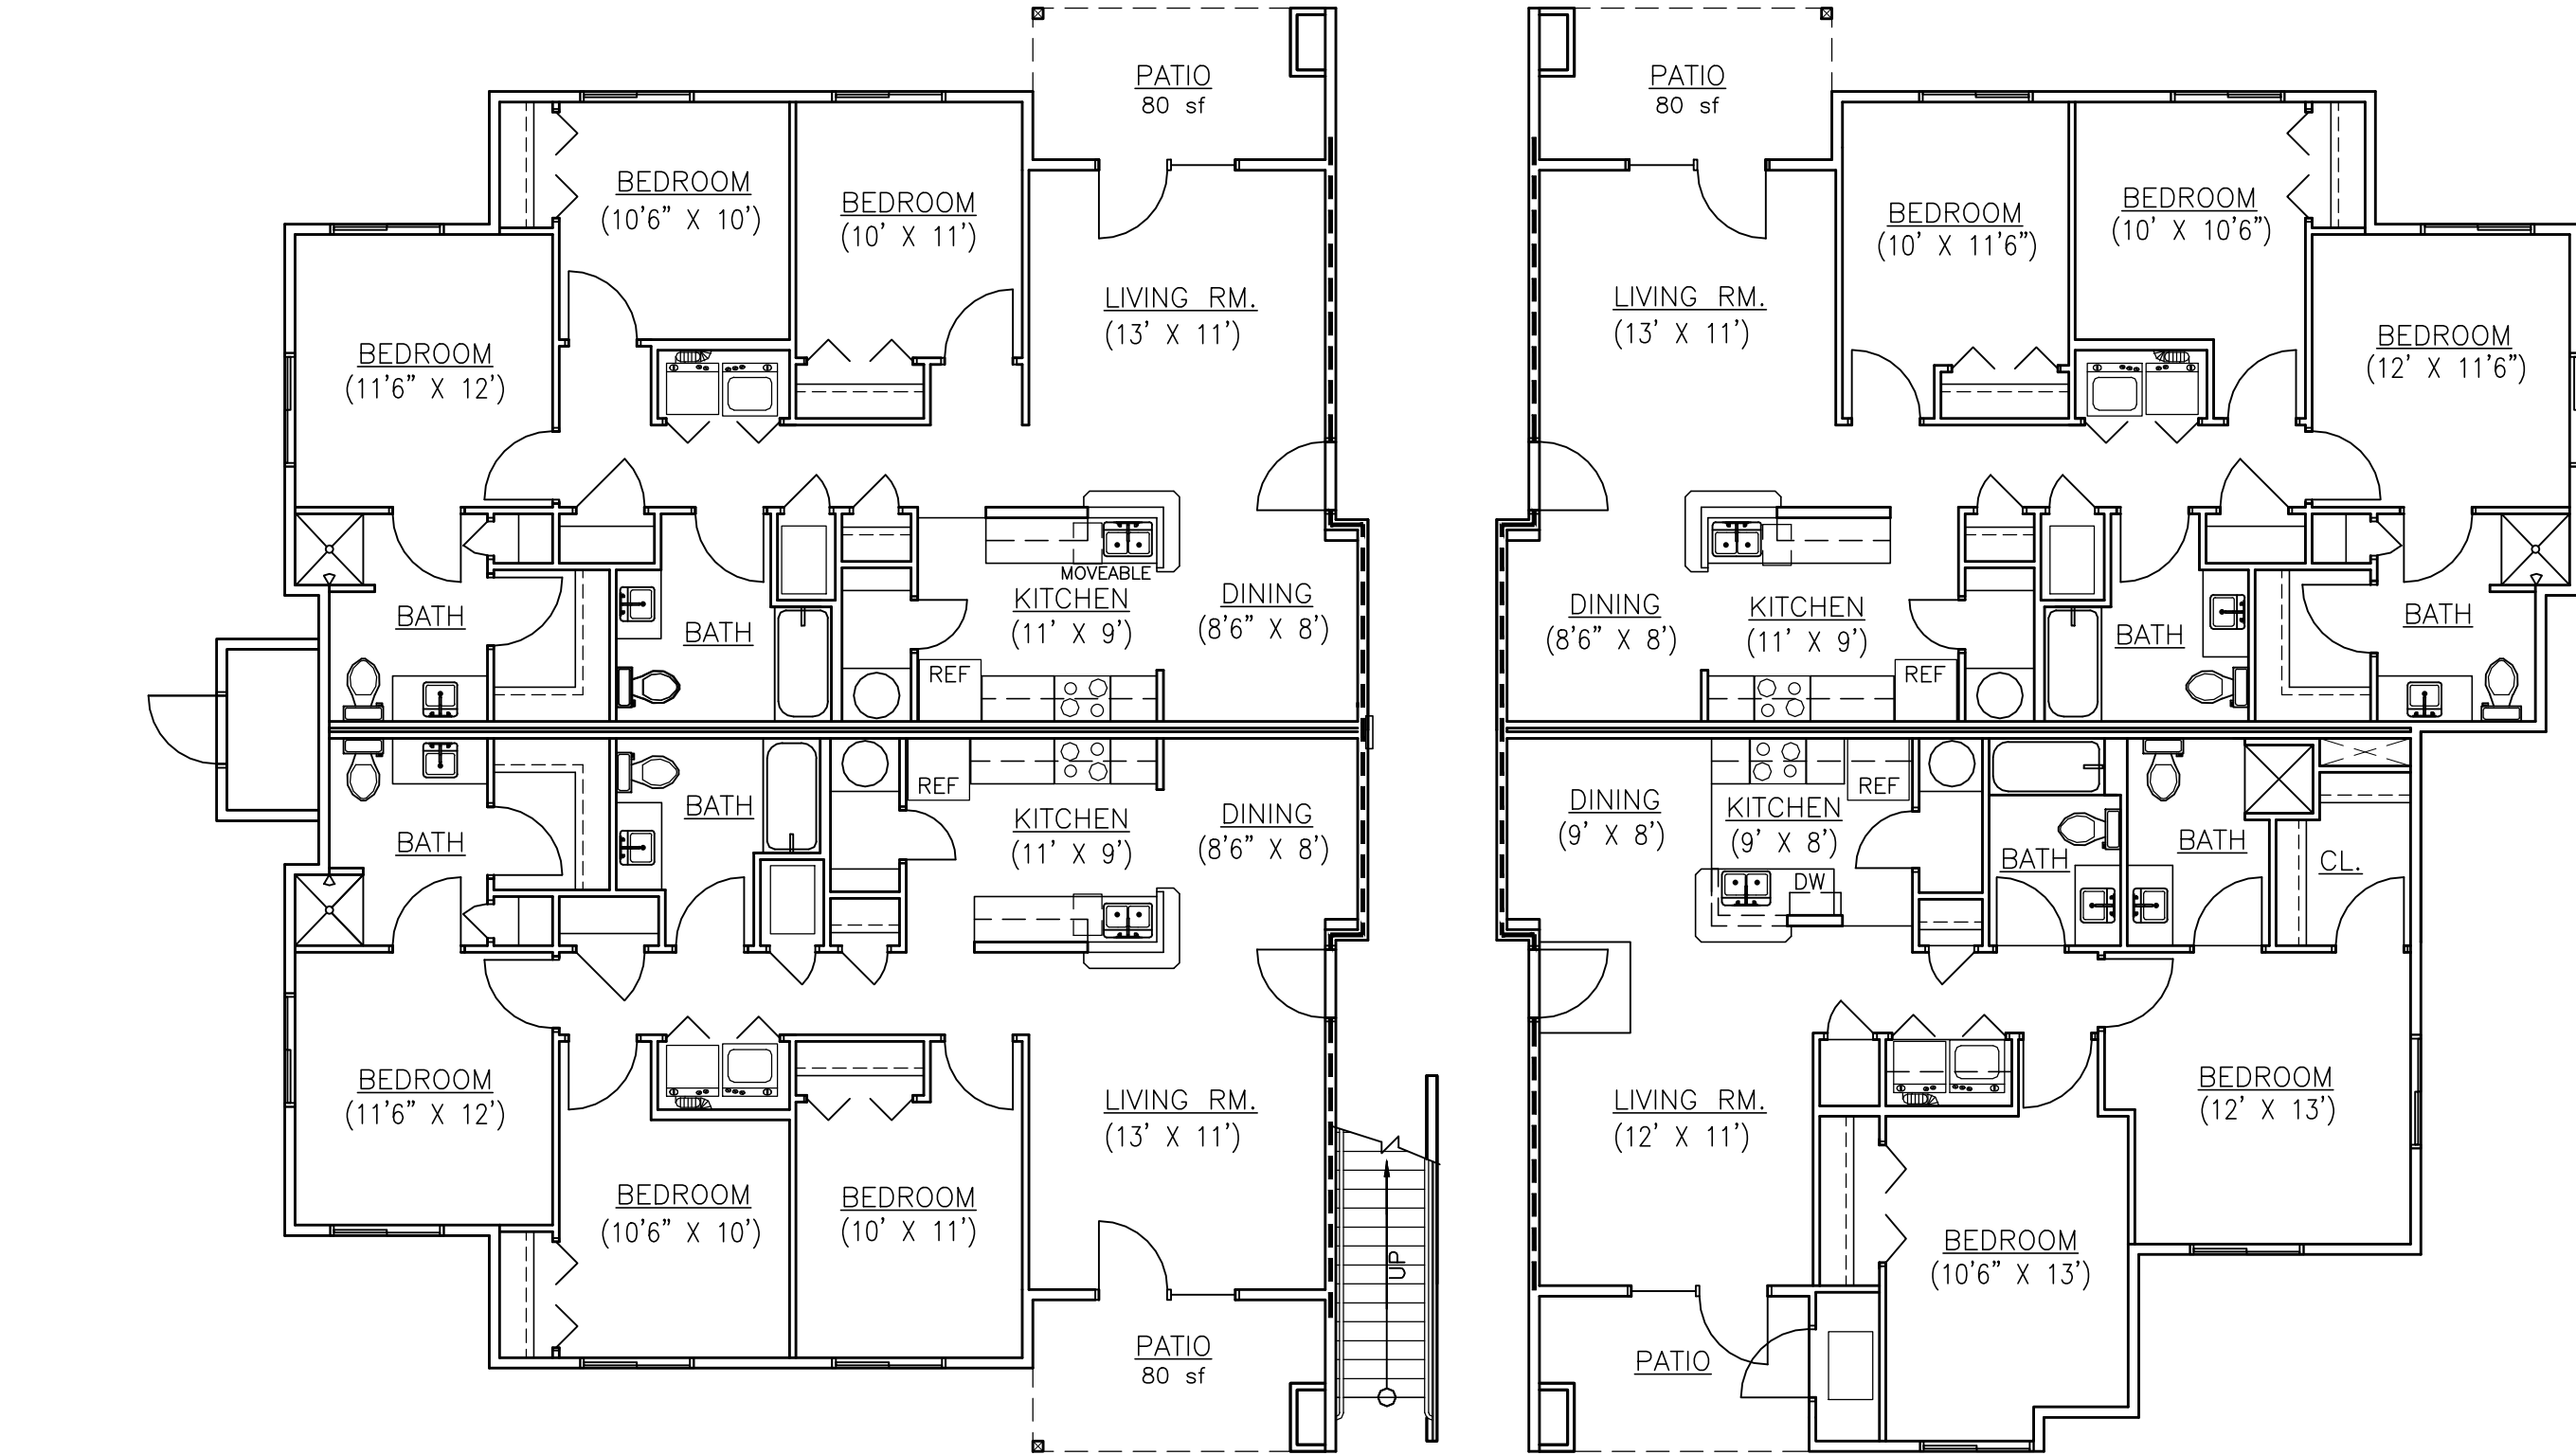 PATIO
80 sf
BEDROOM
(10'6" X 10')
BEDROOM
(10' X 11')
LIVING RM.
(13' X 11')
BEDROOM
(11'6" X 12')
BATH
BATH
MOVEABLE
KITCHEN
(11' X 9')
DINING
(8'6" X 8')
REF
PATIO
80 sf
BEDROOM
(10' X 11'6")
BEDROOM
(10' X 10'6")
LIVING RM.
(13' X 11')
BEDROOM
(12' X 11'6")
DINING
(8'6" X 8')
KITCHEN
(11' X 9')
REF
BATH
BATH
BATH
BATH
REF
KITCHEN
(11' X 9')
DINING
(8'6" X 8')
BEDROOM
(11'6" X 12')
LIVING RM.
(13' X 11')
BEDROOM
(10'6" X 10')
BEDROOM
(10' X 11')
PATIO
80 sf
UP
DINING
(9' X 8')
KITCHEN
(9' X 8')
REF
DW
BATH
BATH
CL.
LIVING RM.
(12' X 11')
BEDROOM
(12' X 13')
BEDROOM
(10'6" X 13')
PATIO